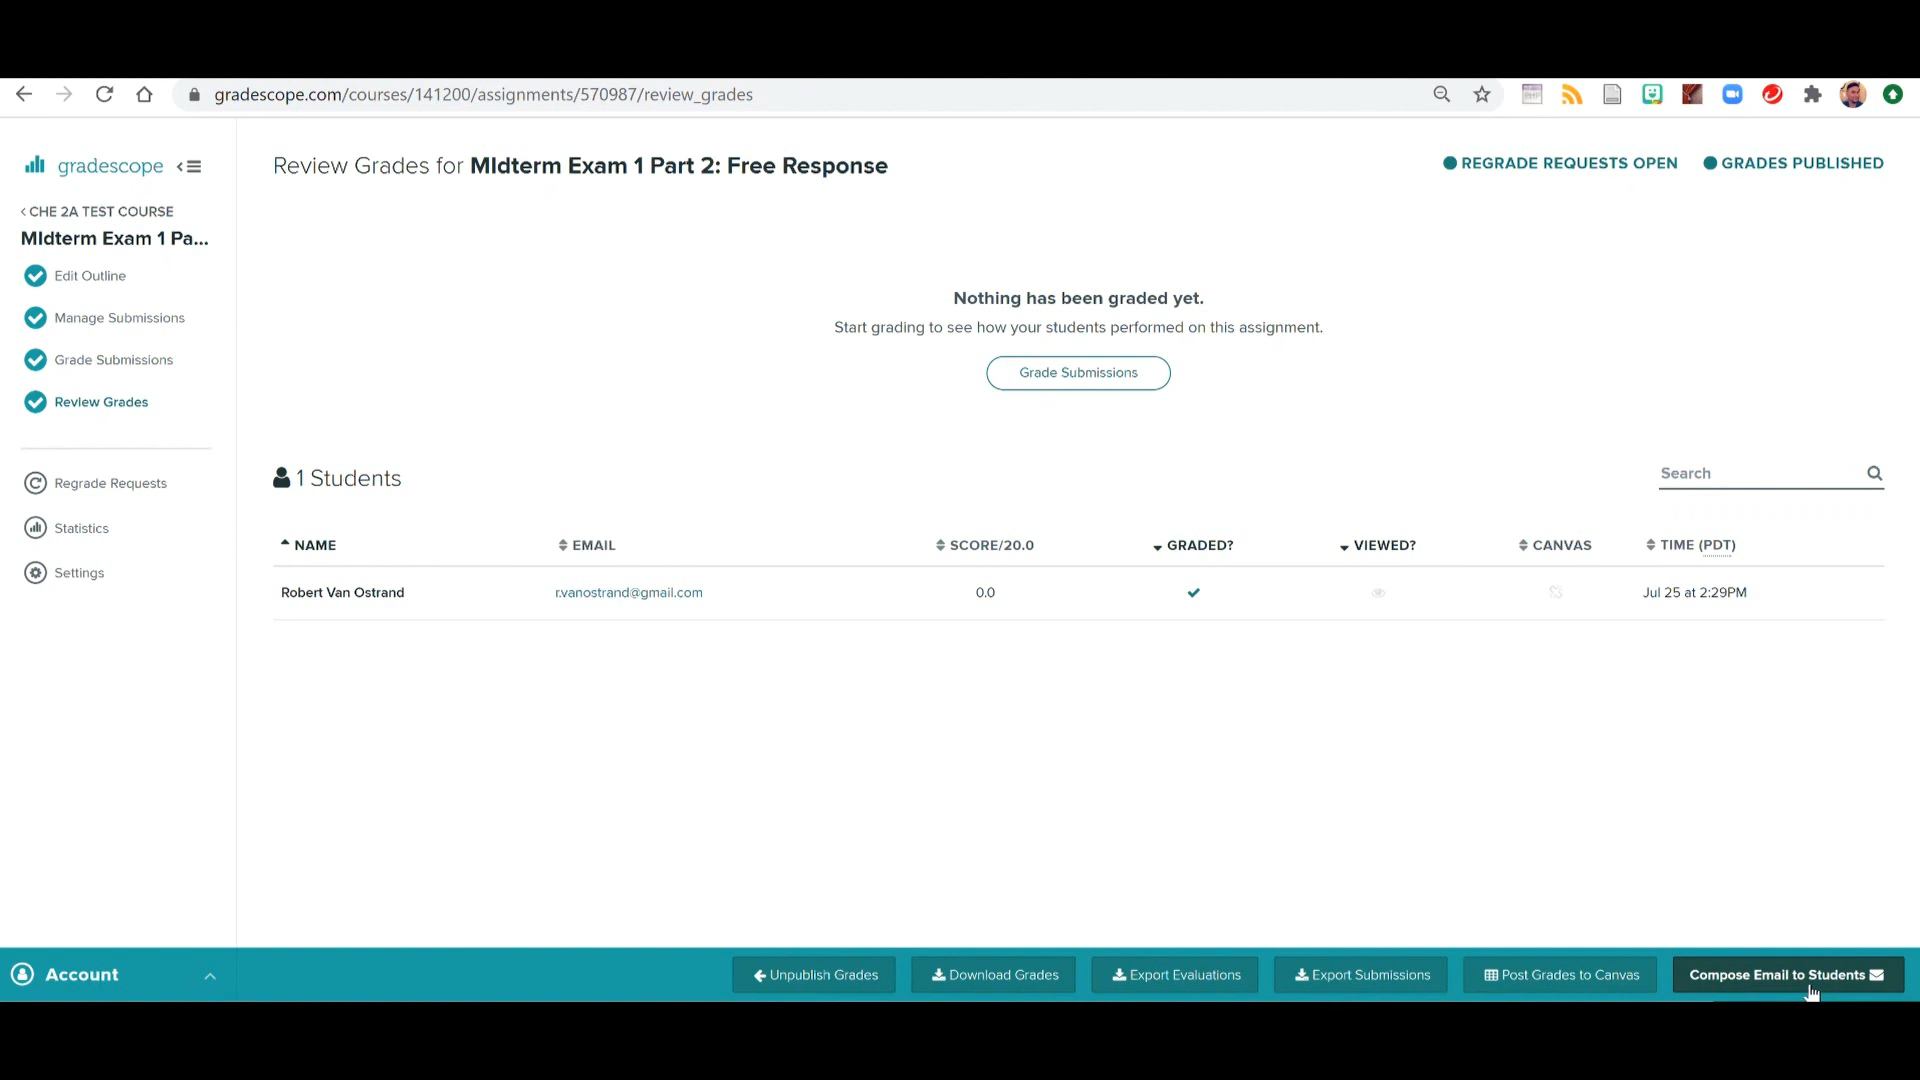 gradescope.com/courses/141200/assignments/570987/review_grades
gradescope
CHE 2A TEST COURSE
MIdterm Exam 1 Pa...
Edit Outline
Manage Submissions
Grade Submissions
Review Grades
Regrade Requests
Statistics
Settings
Review Grades for MIdterm Exam 1 Part 2: Free Response
REGRADE REQUESTS OPEN
GRADES PUBLISHED
Nothing has been graded yet.
Start grading to see how your students performed on this assignment.
Grade Submissions
1 Students
Search
NAME EMAIL SCORE/20.0 GRADED? VIEWED? CANVAS TIME (PDT)
Robert Van Ostrand r.vanostrand@gmail.com 0.0 Jul 25 at 2:29PM
Account
Unpublish Grades
Download Grades
Export Evaluations
Export Submissions
Post Grades to Canvas
Compose Email to Students